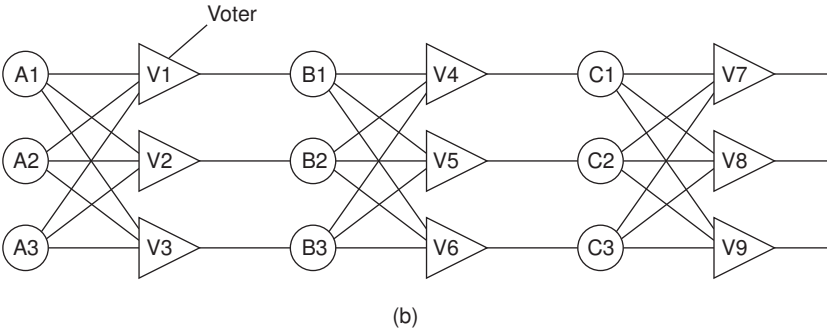 Voter
A1 V1 B1 V4 C1 V7
A2 V2 B2 V5 C2 V8
A3 V3 B3 V6 C3 V9
(b)